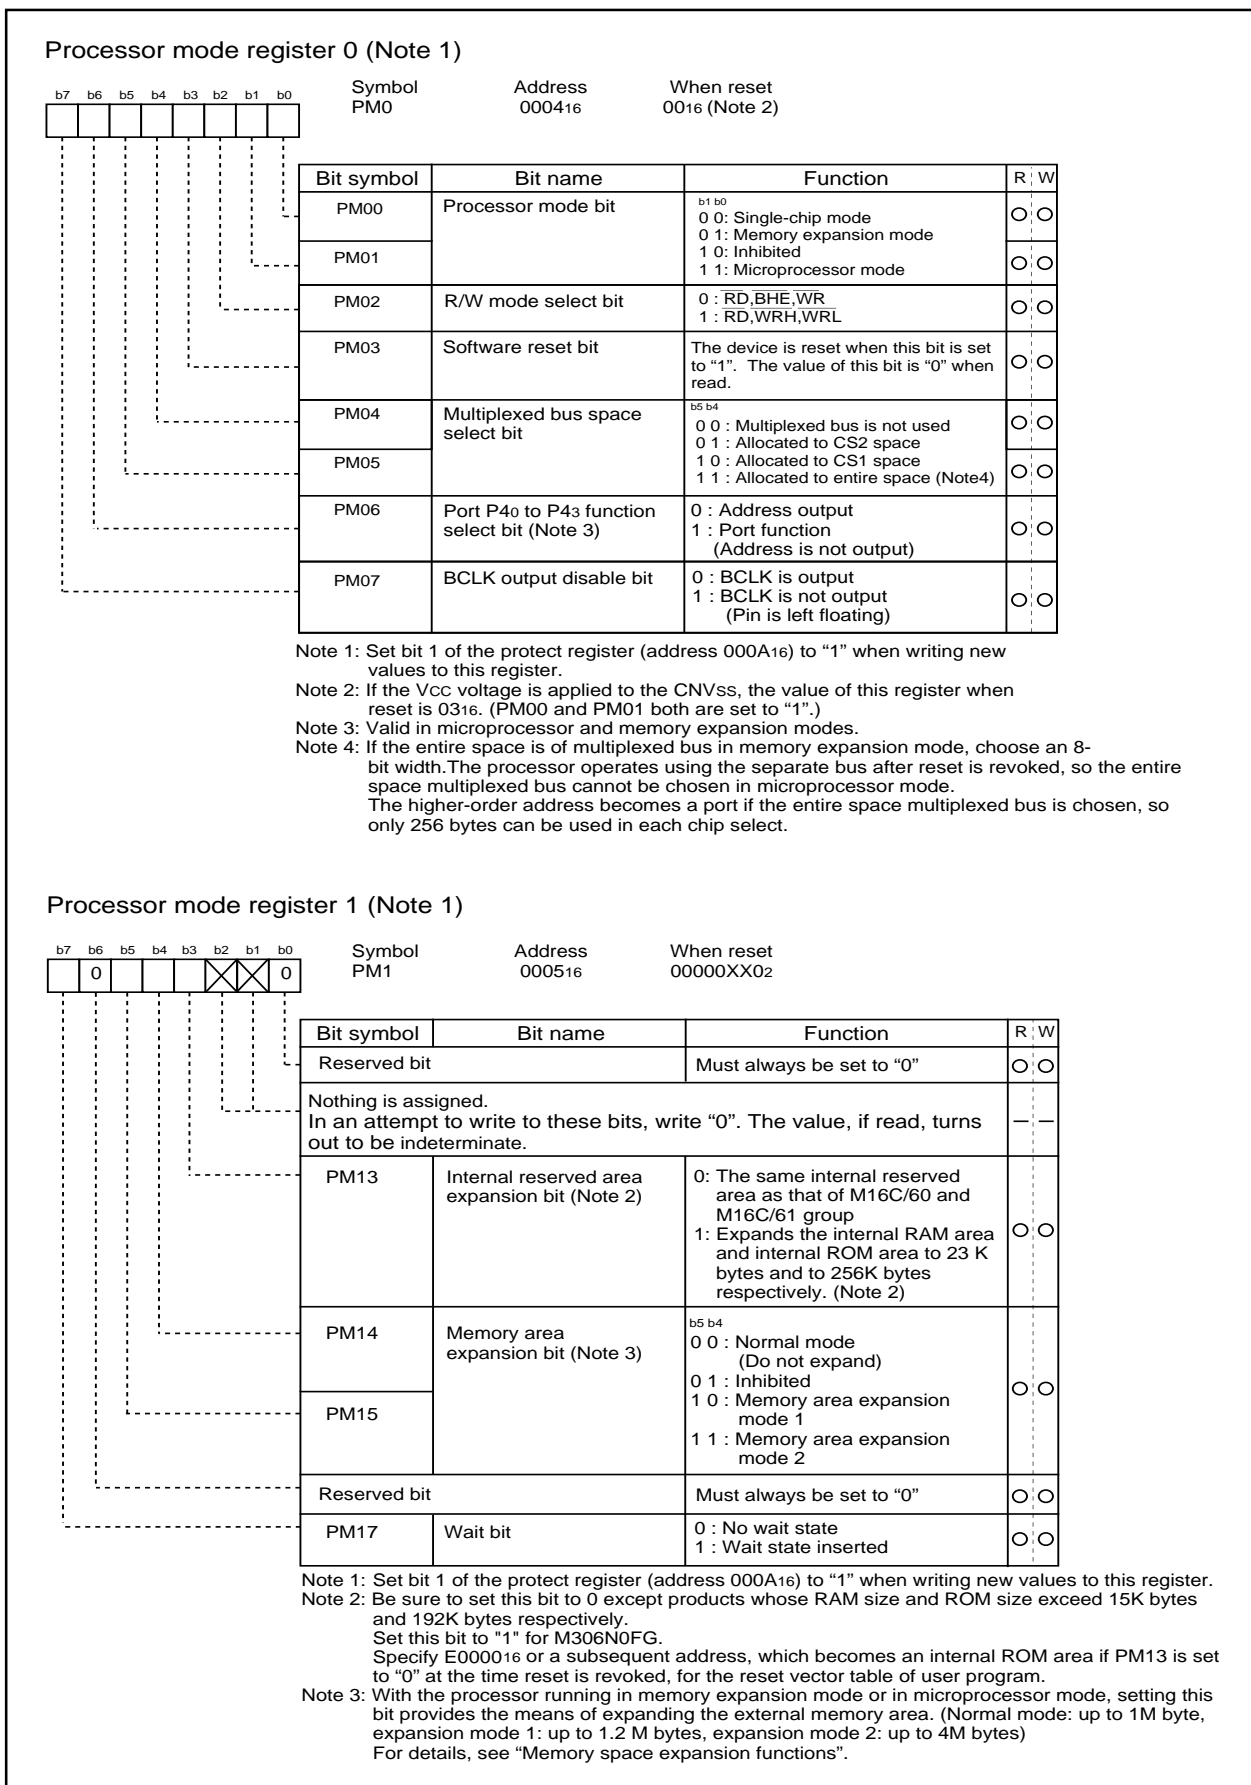 Processor mode register 0 (Note 1)
b7 b6 b5 b4 b3 b2 b1 b0
Symbol Address When reset
PM0 000416 0016 (Note 2)
Bit symbol Bit name Function R W
PM00 Processor mode bit
b1 b0
0 0: Single-chip mode
0 1: Memory expansion mode
PM01
1 0: Inhibited
1 1: Microprocessor mode
PM02 R/W mode select bit
0 : RD,BHE,WR
1 : RD,WRH,WRL
PM03 Software reset bit
The device is reset when this bit is set
to “1”. The value of this bit is “0” when
read.
PM04 Multiplexed bus space
select bit
b5 b4
0 0 : Multiplexed bus is not used
0 1 : Allocated to CS2 space
PM05
1 0 : Allocated to CS1 space
1 1 : Allocated to entire space (Note4)
PM06 Port P40 to P43 function
select bit (Note 3)
0 : Address output
1 : Port function
(Address is not output)
PM07 BCLK output disable bit
0 : BCLK is output
1 : BCLK is not output
(Pin is left floating)
Note 1: Set bit 1 of the protect register (address 000A16) to “1” when writing new
values to this register.
Note 2: If the VCC voltage is applied to the CNVSS, the value of this register when
reset is 0316. (PM00 and PM01 both are set to “1”.)
Note 3: Valid in microprocessor and memory expansion modes.
Note 4: If the entire space is of multiplexed bus in memory expansion mode, choose an 8-
bit width.The processor operates using the separate bus after reset is revoked, so the entire
space multiplexed bus cannot be chosen in microprocessor mode.
The higher-order address becomes a port if the entire space multiplexed bus is chosen, so
only 256 bytes can be used in each chip select.
Processor mode register 1 (Note 1)
b7 b6 b5 b4 b3 b2 b1 b0
0 0
Symbol Address When reset
PM1 000516 00000XX02
Bit symbol Bit name Function R W
Reserved bit Must always be set to “0”
Nothing is assigned.
In an attempt to write to these bits, write “0”. The value, if read, turns
out to be indeterminate.
PM13 Internal reserved area
expansion bit (Note 2)
0: The same internal reserved
area as that of M16C/60 and
M16C/61 group
1: Expands the internal RAM area
and internal ROM area to 23 K
bytes and to 256K bytes
respectively. (Note 2)
PM14 Memory area
expansion bit (Note 3)
b5 b4
0 0 : Normal mode
(Do not expand)
0 1 : Inhibited
PM15
1 0 : Memory area expansion
mode 1
1 1 : Memory area expansion
mode 2
Reserved bit Must always be set to “0”
PM17 Wait bit
0 : No wait state
1 : Wait state inserted
Note 1: Set bit 1 of the protect register (address 000A16) to “1” when writing new values to this register.
Note 2: Be sure to set this bit to 0 except products whose RAM size and ROM size exceed 15K bytes
and 192K bytes respectively.
Set this bit to "1" for M306N0FG.
Specify E000016 or a subsequent address, which becomes an internal ROM area if PM13 is set
to “0” at the time reset is revoked, for the reset vector table of user program.
Note 3: With the processor running in memory expansion mode or in microprocessor mode, setting this
bit provides the means of expanding the external memory area. (Normal mode: up to 1M byte,
expansion mode 1: up to 1.2 M bytes, expansion mode 2: up to 4M bytes)
For details, see “Memory space expansion functions”.